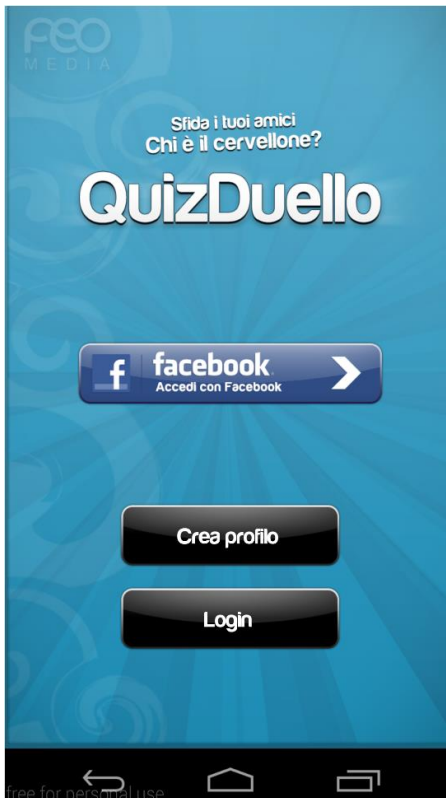 FEO
MEDIA
Sfida i tuoi amici
Chi è il cervellone?
QuizDuello
f facebook
Accedi con Facebook
Crea profilo
Login
free for personal use